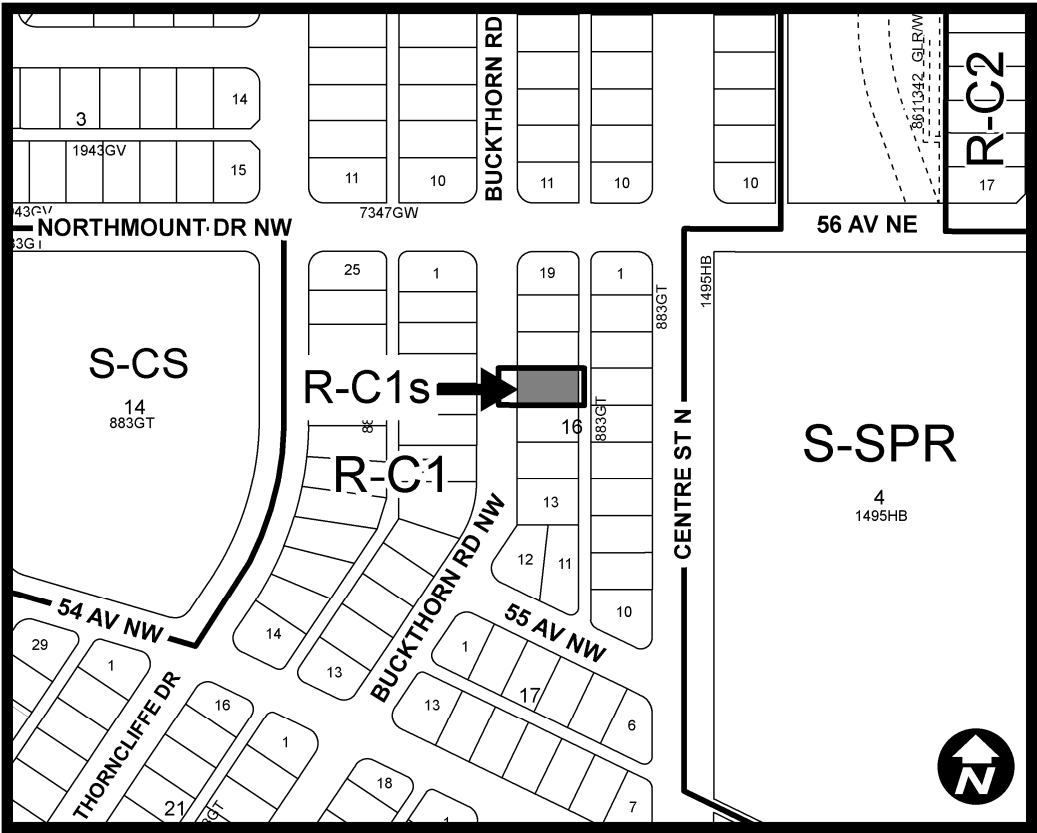 BUCKTHORN RD
8611342 GLR/W
R-C2
14
3
1943GV
15
11
10
11
10
10
17
7347GW
43GV
NORTHMOUNT DR NW
56 AV NE
25
1
19
1
1495HB
883GT
S-CS
14
883GT
R-C1s
16
883GT
R-C1
CENTRE ST N
S-SPR
4
1495HB
13
12
11
10
BUCKTHORN RD NW
55 AV NW
54 AV NW
14
13
29
1
1
17
13
6
THORNCLIFFE DR
16
1
18
1
7
21
N